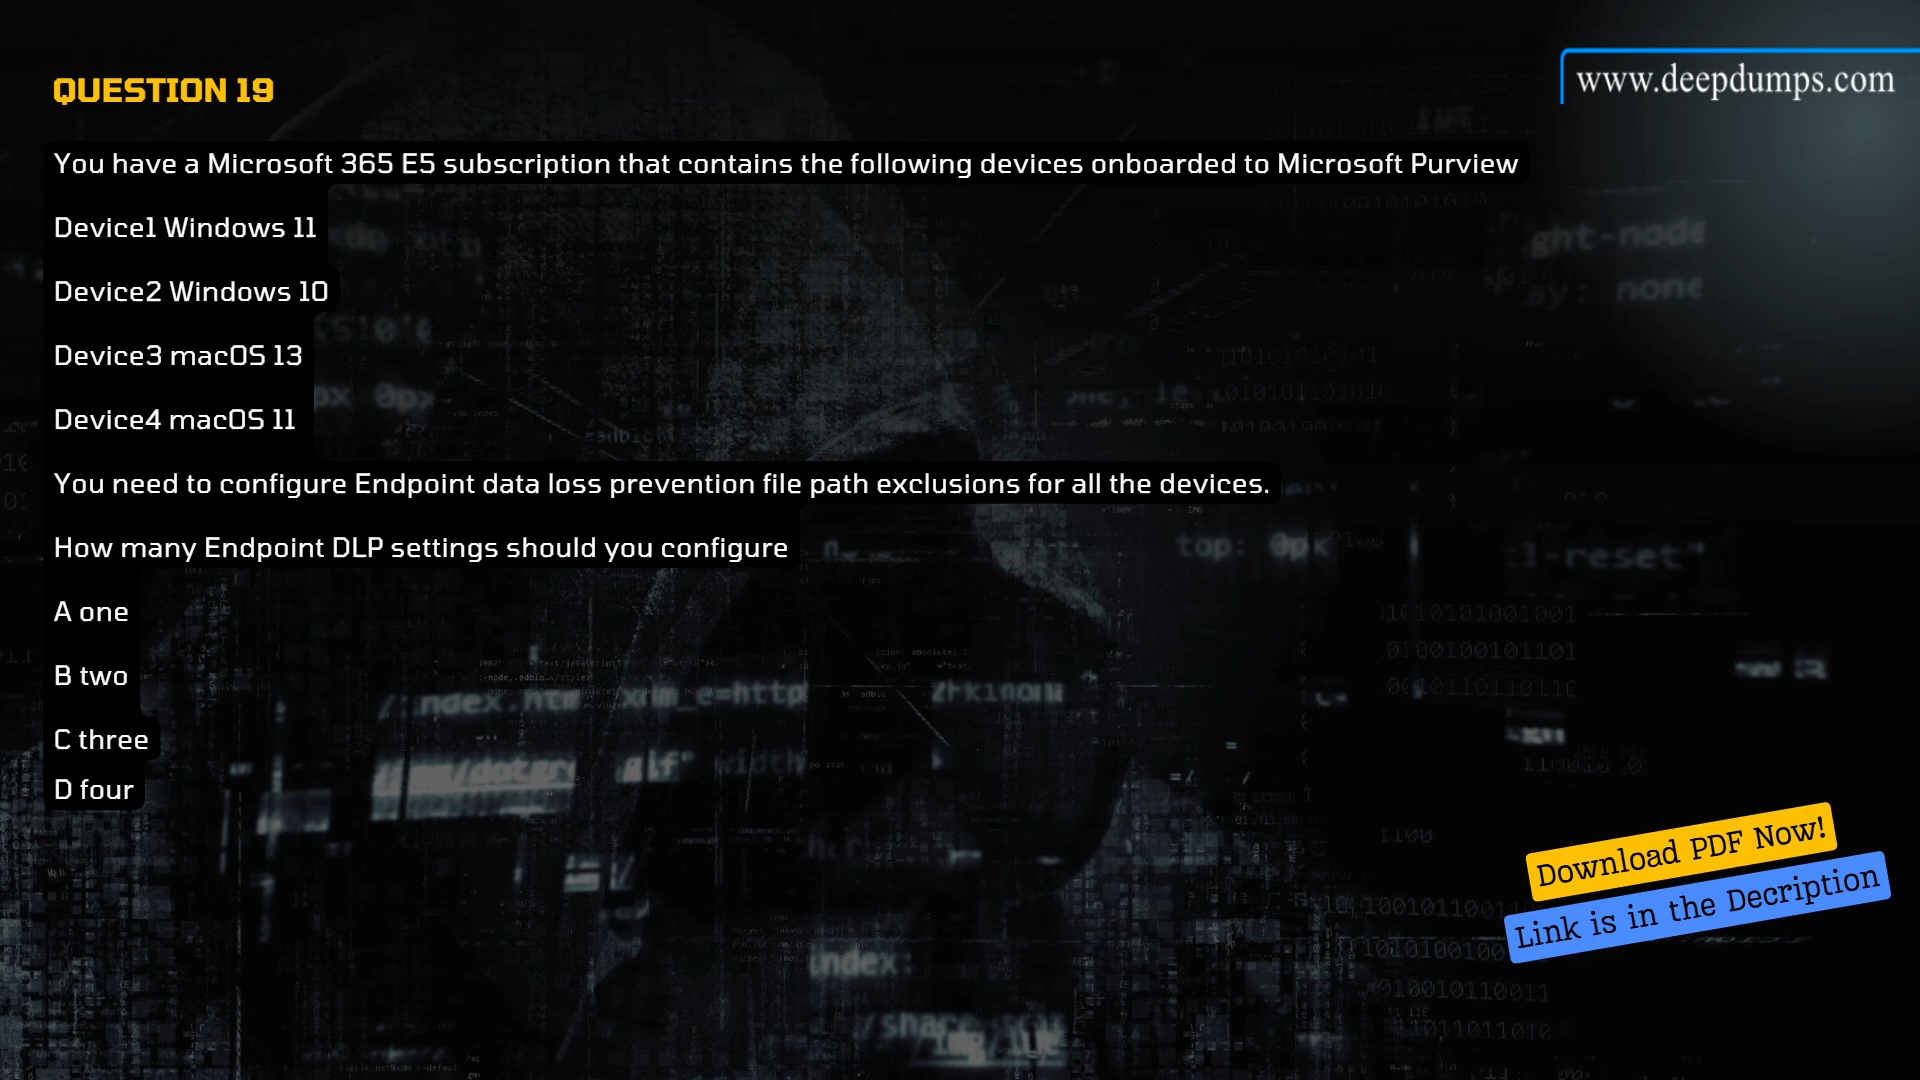 QUESTION 19
www.deepdumps.com
You have a Microsoft 365 E5 subscription that contains the following devices onboarded to Microsoft Purview
Device1 Windows 11
Device2 Windows 10
Device3 macOS 13
Device4 macOS 11
You need to configure Endpoint data loss prevention file path exclusions for all the devices.
How many Endpoint DLP settings should you configure
A one
B two
C three
D four
Download PDF Now!
Link is in the Decription